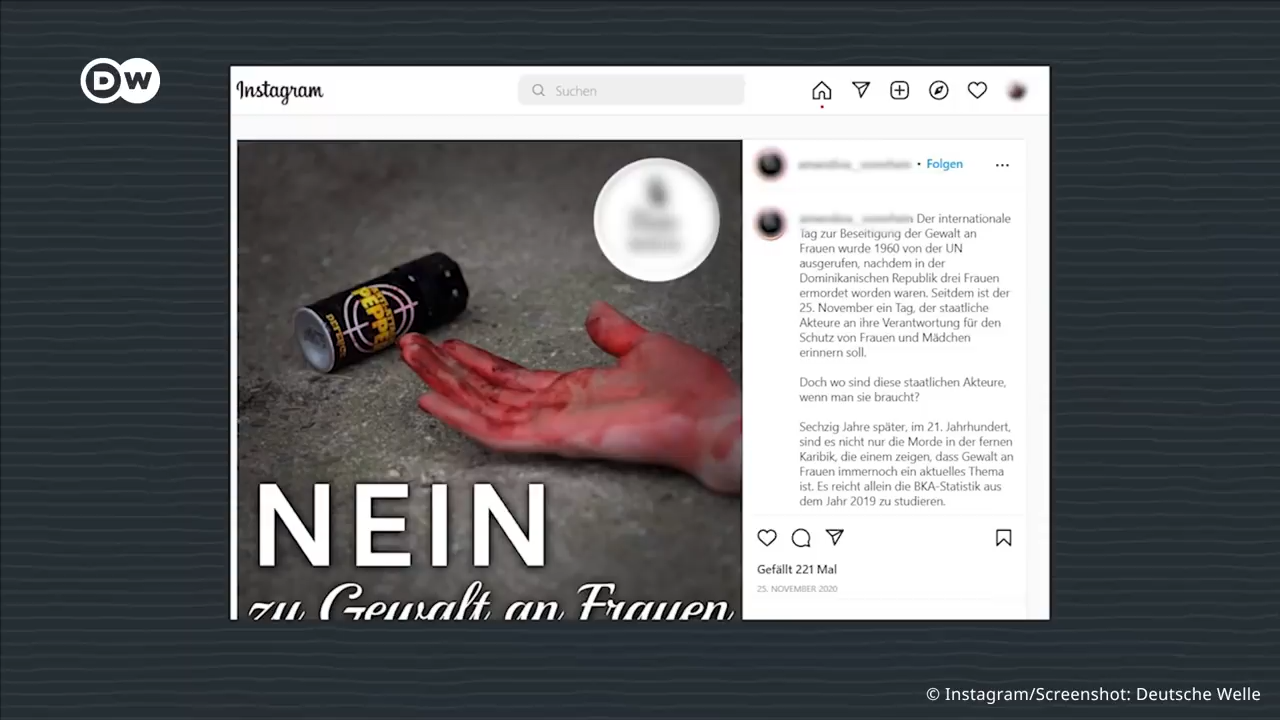 DW
Instagram
Suchen
• Folgen
PEPPE
Der internationale
Tag zur Beseitigung der Gewalt an
Frauen wurde 1960 von der UN
ausgerufen, nachdem in der
Dominikanischen Republik drei Frauen
ermordet worden waren. Seitdem ist der
25. November ein Tag, der staatliche
Akteure an ihre Verantwortung für den
Schutz von Frauen und Mädchen
erinnern soll.
Doch wo sind diese staatlichen Akteure,
wenn man sie braucht?
Sechzig Jahre später, im 21. Jahrhundert,
sind es nicht nur die Morde in der fernen
Karibik, die einem zeigen, dass Gewalt an
Frauen immernoch ein aktuelles Thema
ist. Es reicht allein die BKA-Statistik aus
dem Jahr 2019 zu studieren.
NEIN
zu Gewalt an Frauen
Gefällt 221 Mal
25. NOVEMBER 2020
© Instagram/Screenshot: Deutsche Welle